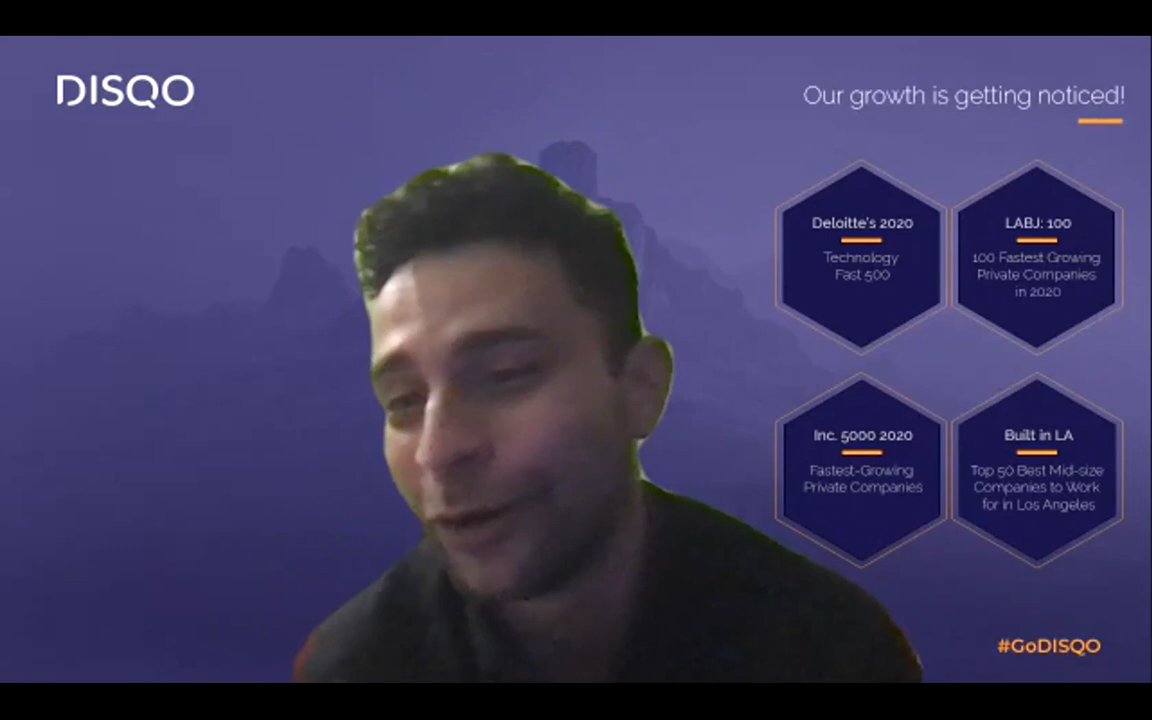 DISQO
Our growth is getting noticed!
Deloitte's 2020
Technology
Fast 500
LABJ: 100
100 Fastest Growing
Private Companies
in 2020
Inc. 5000 2020
Fastest-Growing
Private Companies
Built in LA
Top 50 Best Mid-size
Companies to Work
for in Los Angeles
#GoDISQO